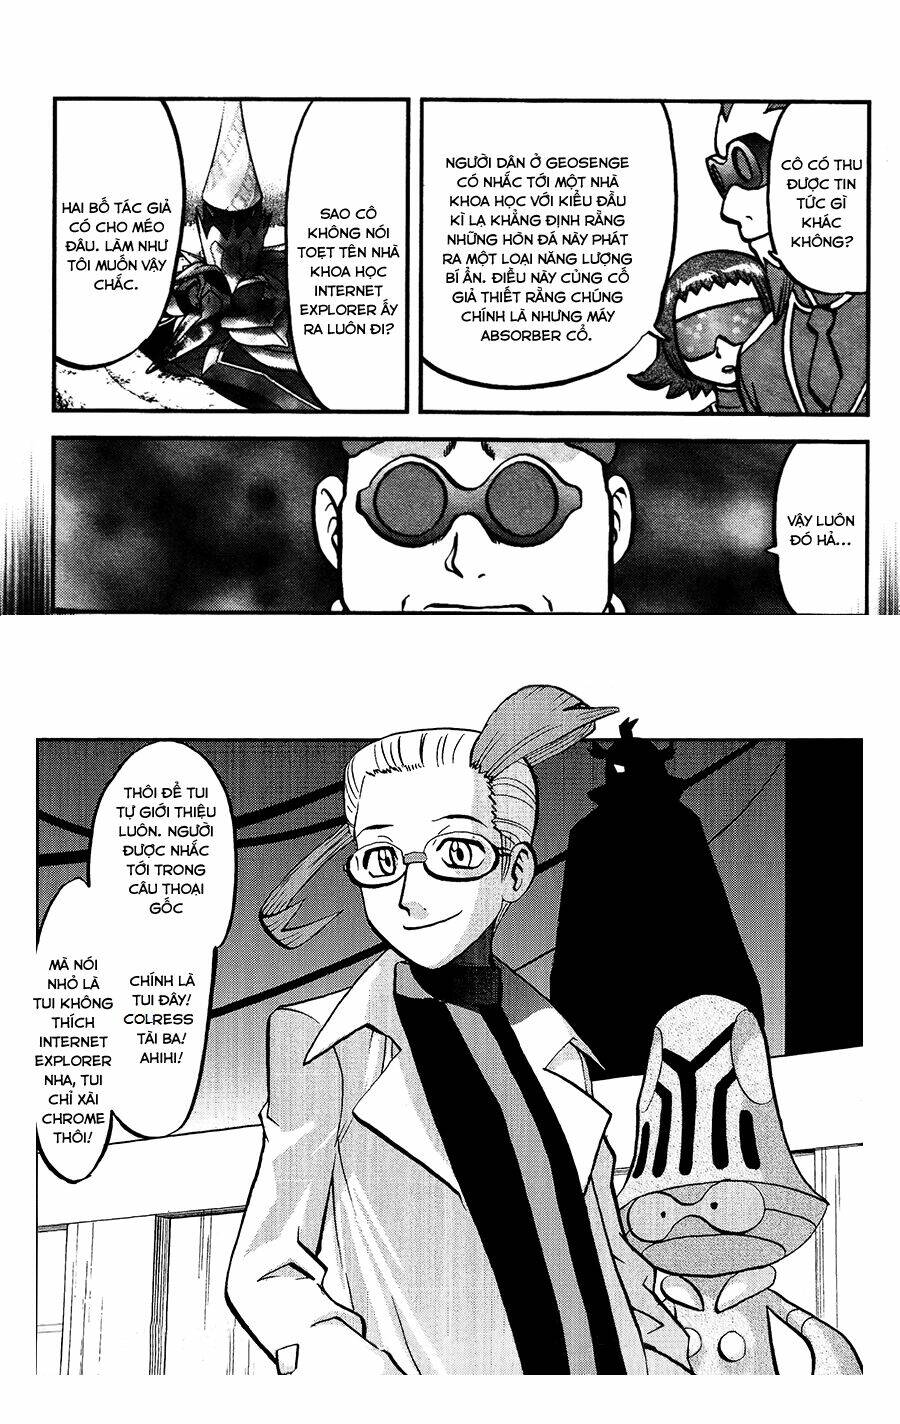 CÔ CÓ THU
ĐƯỢC TIN
TỨC GÌ
KHÁC
KHÔNG?
NGƯỜI DÂN Ở GEOSENGE
CÓ NHẮC TỚI MỘT NHÀ
KHOA HỌC VỚI KIỂU ĐẦU
KÌ LẠ KHẲNG ĐỊNH RẰNG
NHỮNG HÒN ĐÁ NÀY PHÁT
RA MỘT LOẠI NĂNG LƯỢNG
BÍ ẨN. ĐIỀU NÀY CỦNG CỐ
GIẢ THIẾT RẰNG CHÚNG
CHÍNH LÀ NHƯNG MÁY
ABSORBER CỔ.
SAO CÔ
KHÔNG NÓI
TOẸT TÊN NHÀ
KHOA HỌC
INTERNET
EXPLORER ẤY
RA LUÔN ĐI?
HAI BỐ TÁC GIẢ
CÓ CHO MÉO
ĐÂU. LÀM NHƯ
TÔI MUỐN VẬY
CHẮC.
VẬY LUÔN
ĐÓ HẢ...
THÔI ĐỂ TUI
TỰ GIỚI THIỆU
LUÔN. NGƯỜI
ĐƯỢC NHẮC
TỚI TRONG
CÂU THOẠI
GỐC
CHÍNH LÀ
TUI ĐÂY!
COLRESS
TÀI BA!
AHIHI!
MÀ NÓI
NHỎ LÀ
TUI KHÔNG
THÍCH
INTERNET
EXPLORER
NHA, TUI
CHỈ XÀI
CHROME
THÔI!